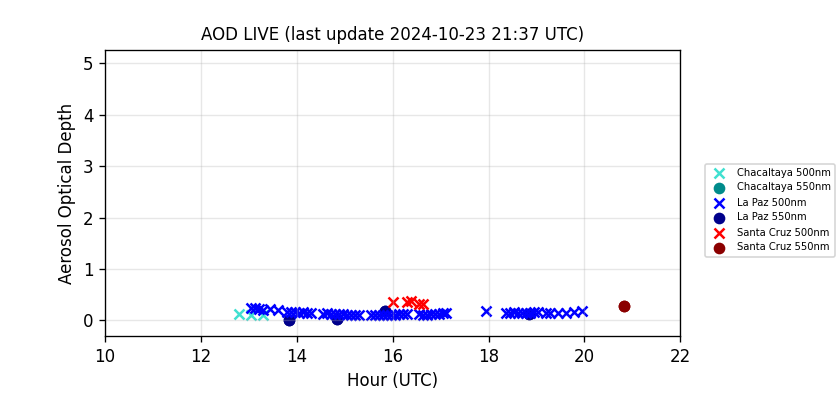 AOD LIVE (last update 2024-10-23 21:37 UTC)
Aerosol Optical Depth
5
4
3
2
1
0
10 12 14 16 18 20 22
Hour (UTC)
Chacaltaya 500nm
Chacaltaya 550nm
La Paz 500nm
La Paz 550nm
Santa Cruz 500nm
Santa Cruz 550nm